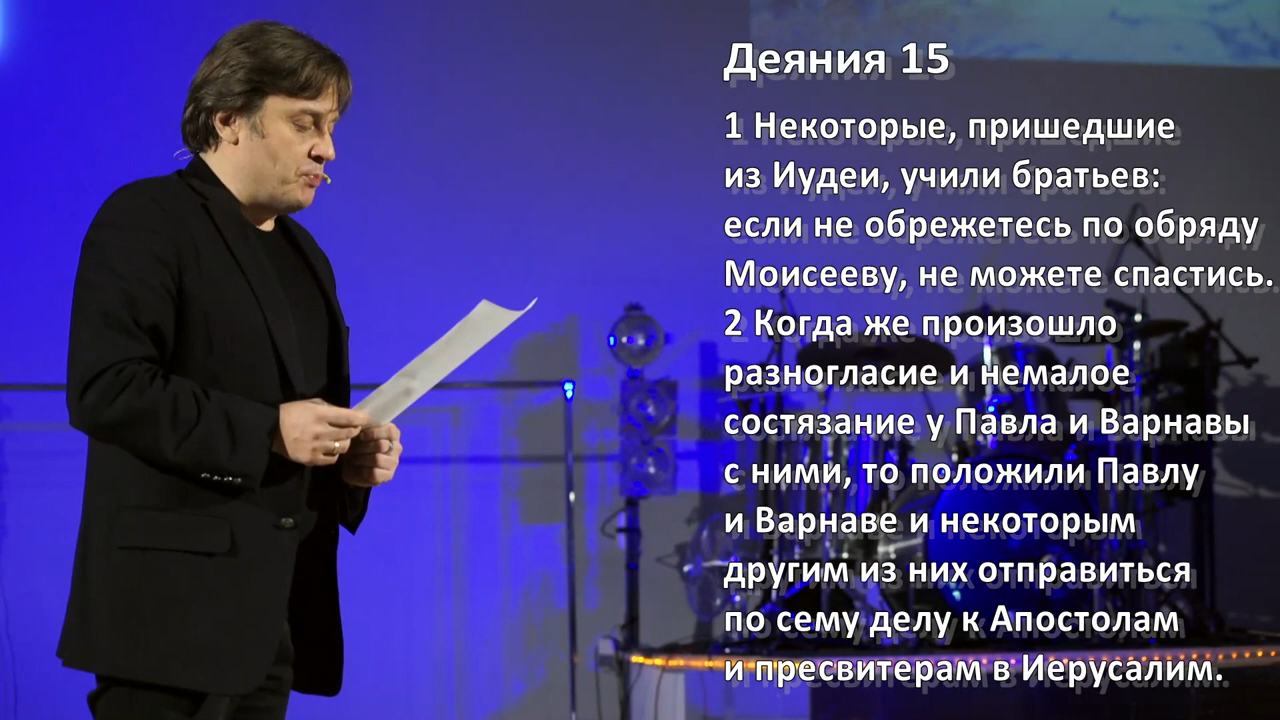 Деяния 15
1 Некоторые, пришедшие
из Иудеи, учили братьев:
если не обрежетесь по обряду
Моисееву, не можете спастись.
2 Когда же произошло
разногласие и немалое
состязание у Павла и Варнавы
с ними, то положили Павлу
и Варнаве и некоторым
другим из них отправиться
по сему делу к Апостолам
и пресвитерам в Иерусалим.